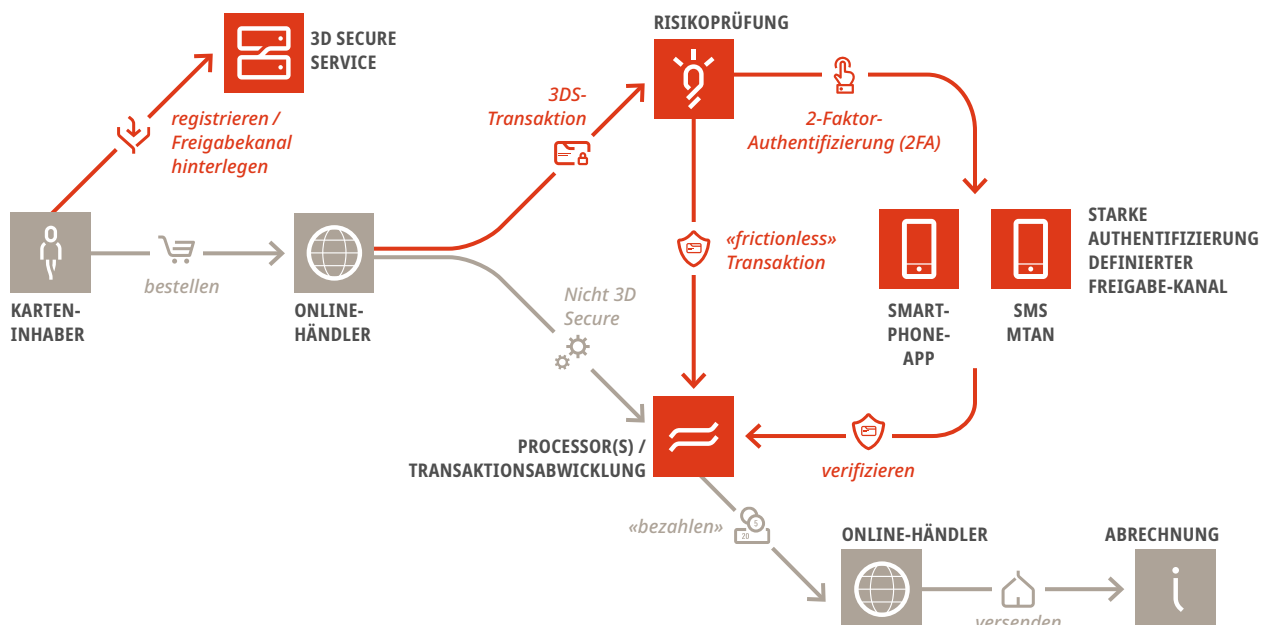 RISIKOPRÜFUNG
3D SECURE
SERVICE
registrieren /
Freigabekanal
hinterlegen
3DS-
Transaktion
2-Faktor-
Authentifizierung (2FA)
bestellen
KARTEN-
INHABER
ONLINE-
HÄNDLER
«frictionless»
Transaktion
STARKE
AUTHENTIFIZIERUNG
DEFINIERTER
FREIGABE-KANAL
SMART-
PHONE-
APP
SMS
MTAN
Nicht 3D
Secure
PROCESSOR(S) /
TRANSAKTIONSABWICKLUNG
verifizieren
«bezahlen»
5
20
ONLINE-HÄNDLER
versenden
ABRECHNUNG